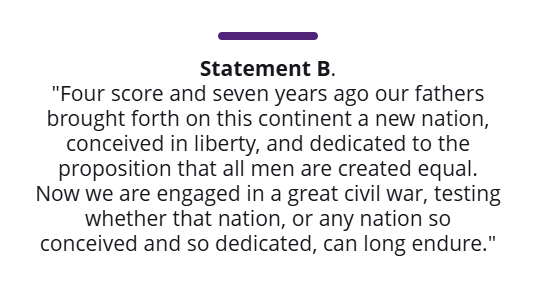 Statement B.
"Four score and seven years ago our fathers
brought forth on this continent a new nation,
conceived in liberty, and dedicated to the
proposition that all men are created equal.
Now we are engaged in a great civil war, testing
whether that nation, or any nation so
conceived and so dedicated, can long endure."